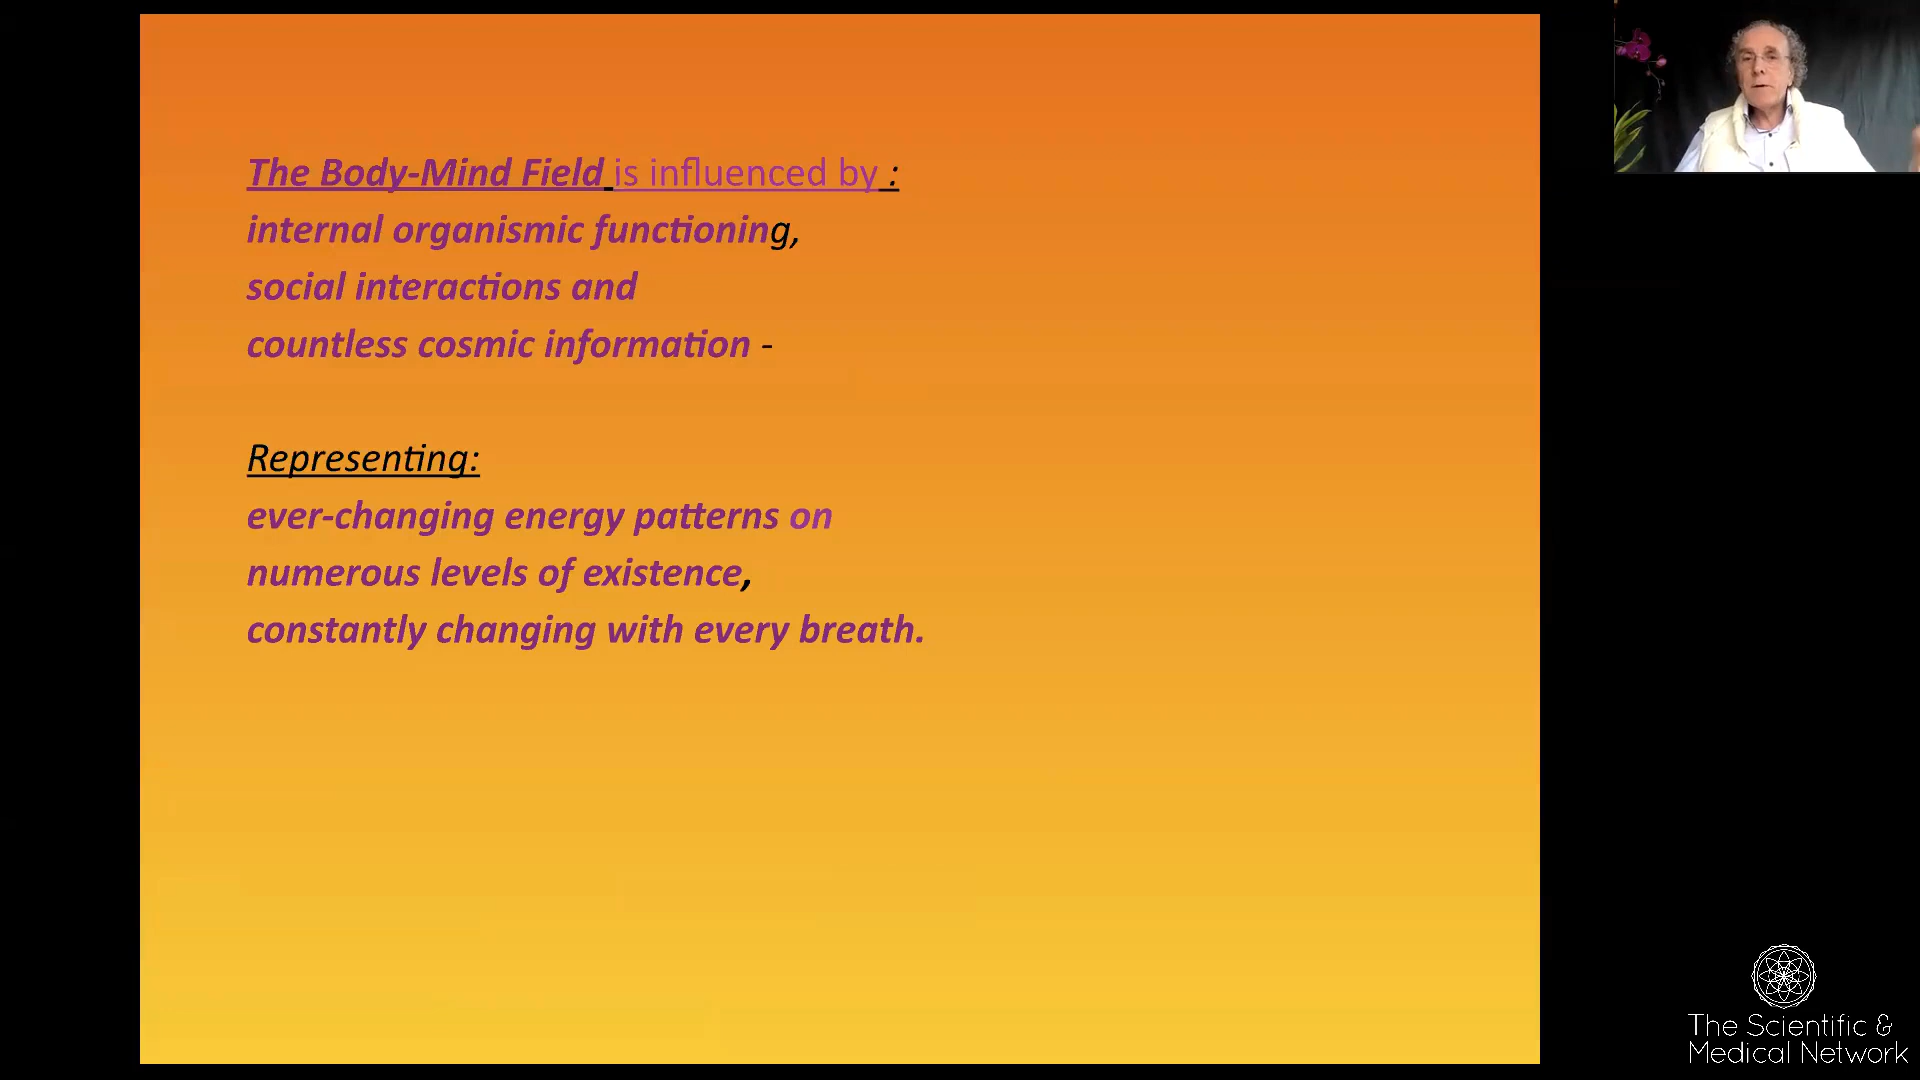 The Body-Mind Field is influenced by :
internal organismic functioning,
social interactions and
countless cosmic information -
Representing:
ever-changing energy patterns on
numerous levels of existence,
constantly changing with every breath.
The Scientific &
Medical Network